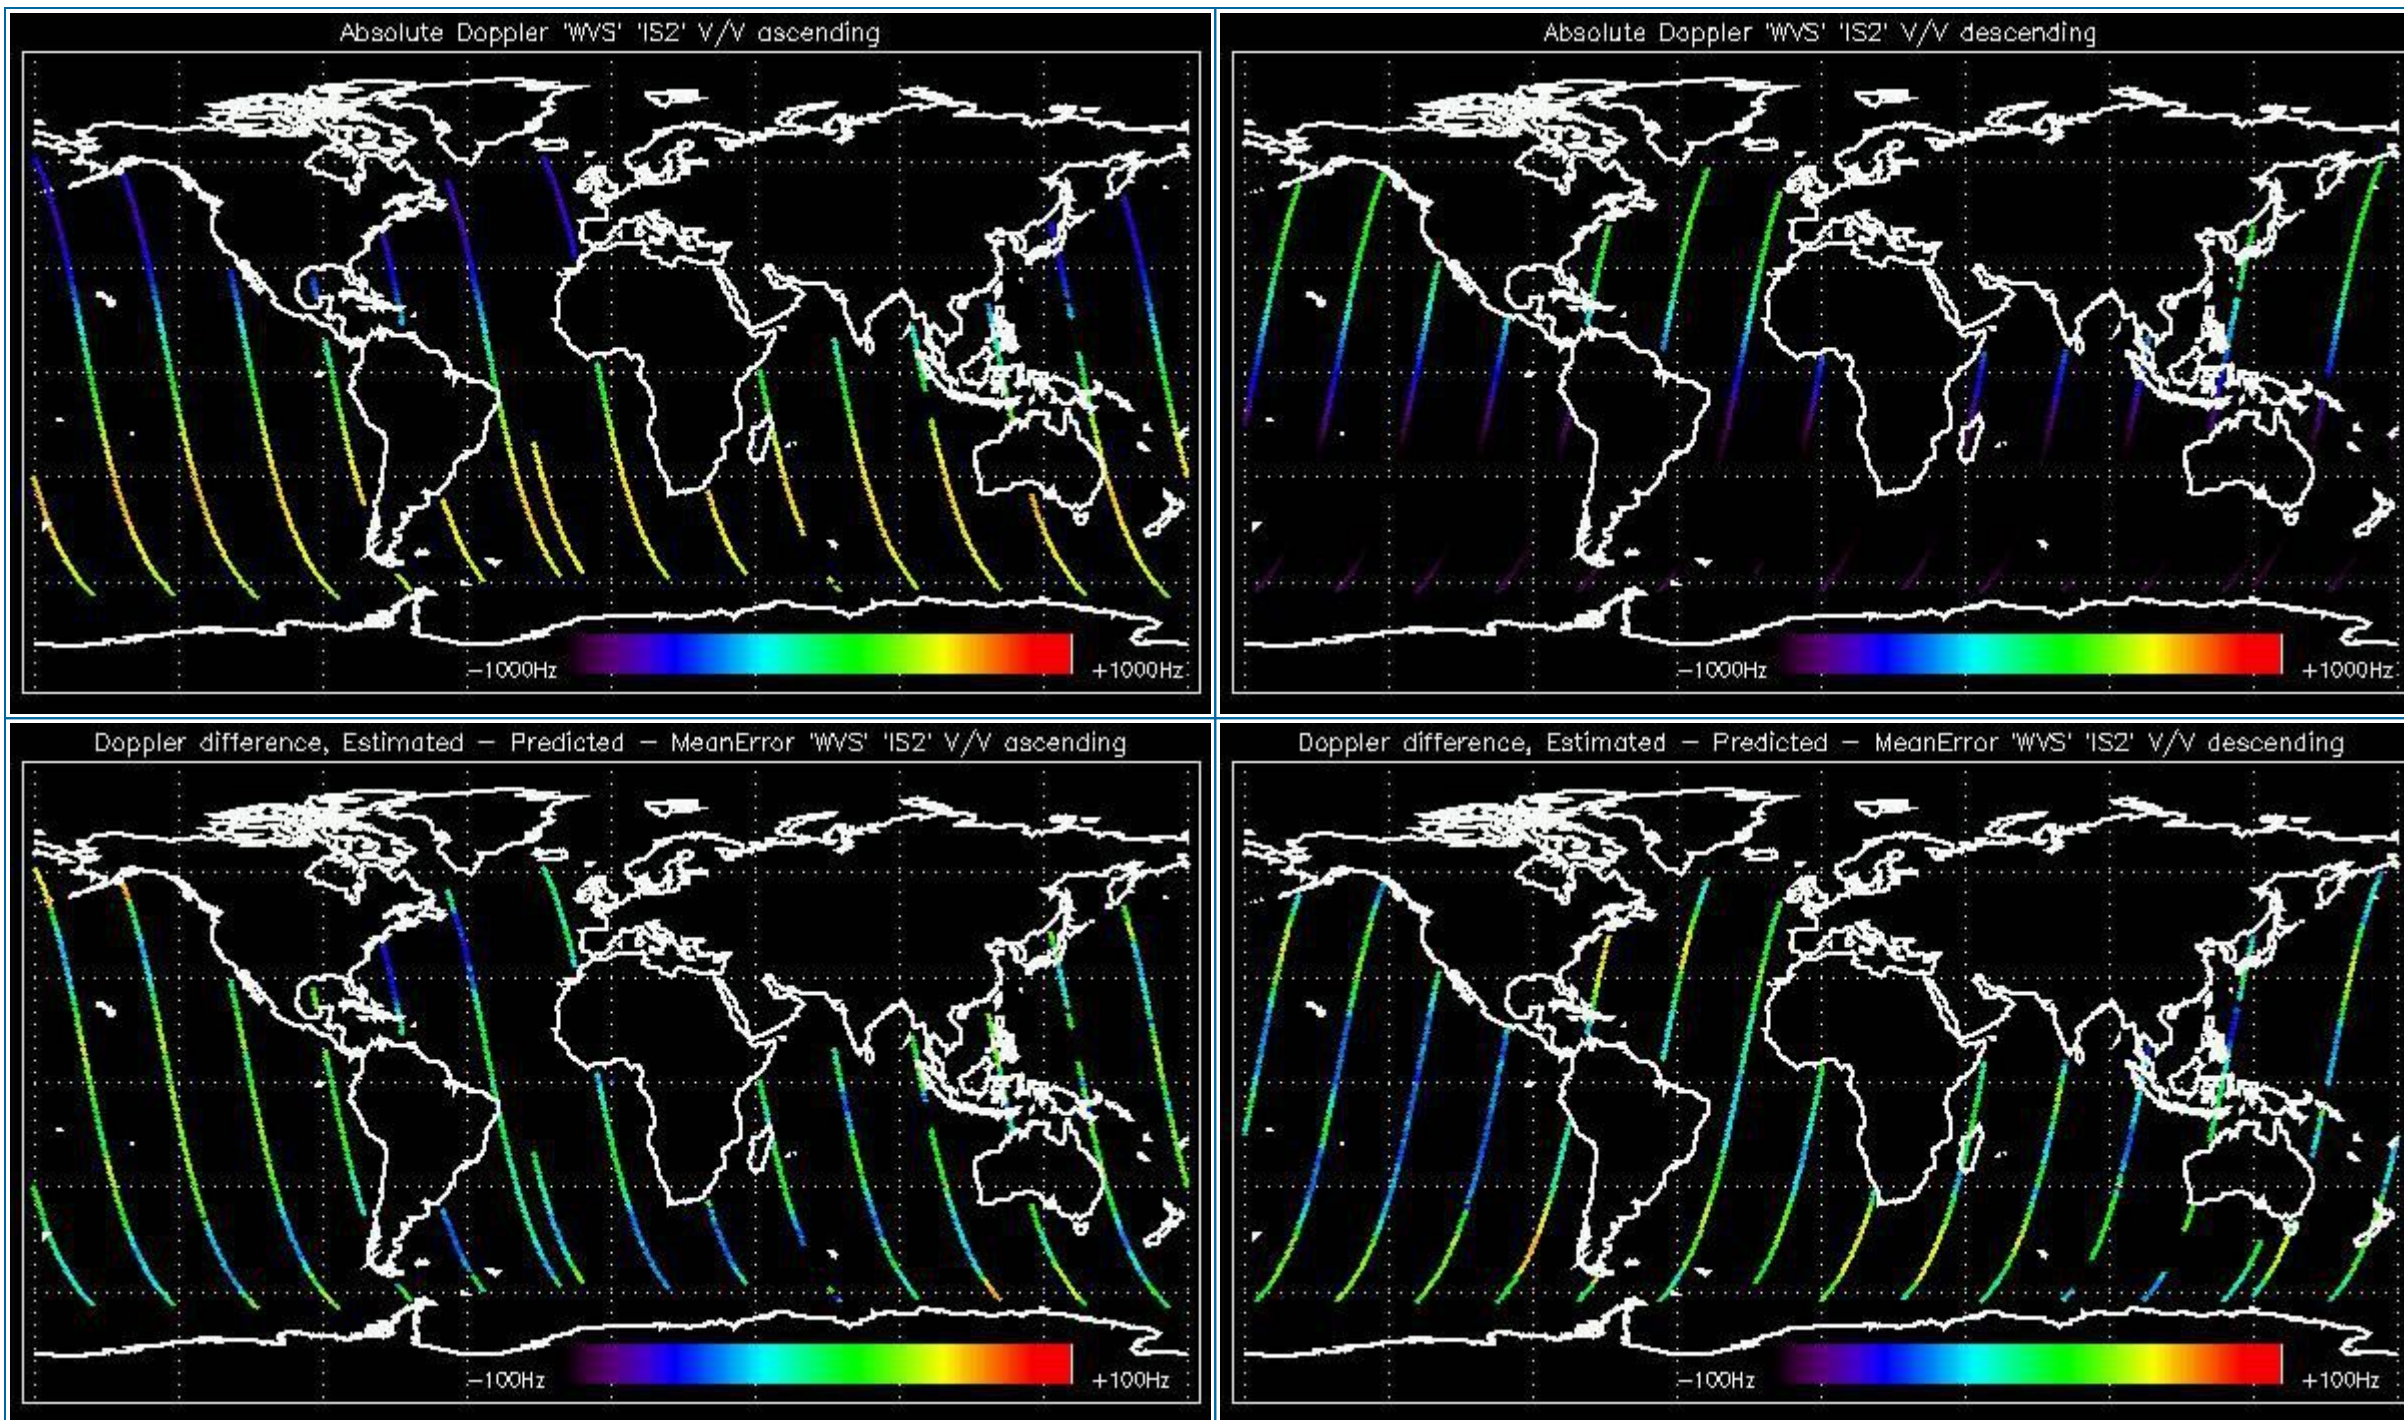 Absolute Doppler 'WVS' 'IS2' V/V ascending
-1000Hz
+1000Hz
Absolute Doppler 'WVS' 'IS2' V/V descending
-1000Hz
+1000Hz
Doppler difference, Estimated - Predicted - MeanError 'WVS' 'IS2' V/V ascending
-100Hz
+100Hz
Doppler difference, Estimated - Predicted - MeanError 'WVS' 'IS2' V/V descending
-100Hz
+100Hz